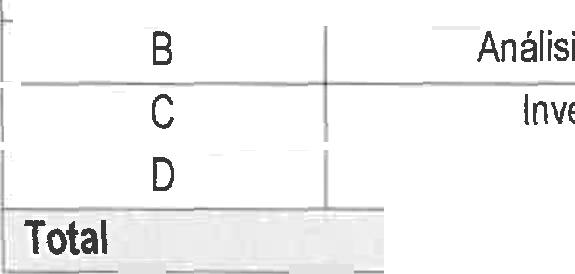 B Análisi
C Inve
D
Total